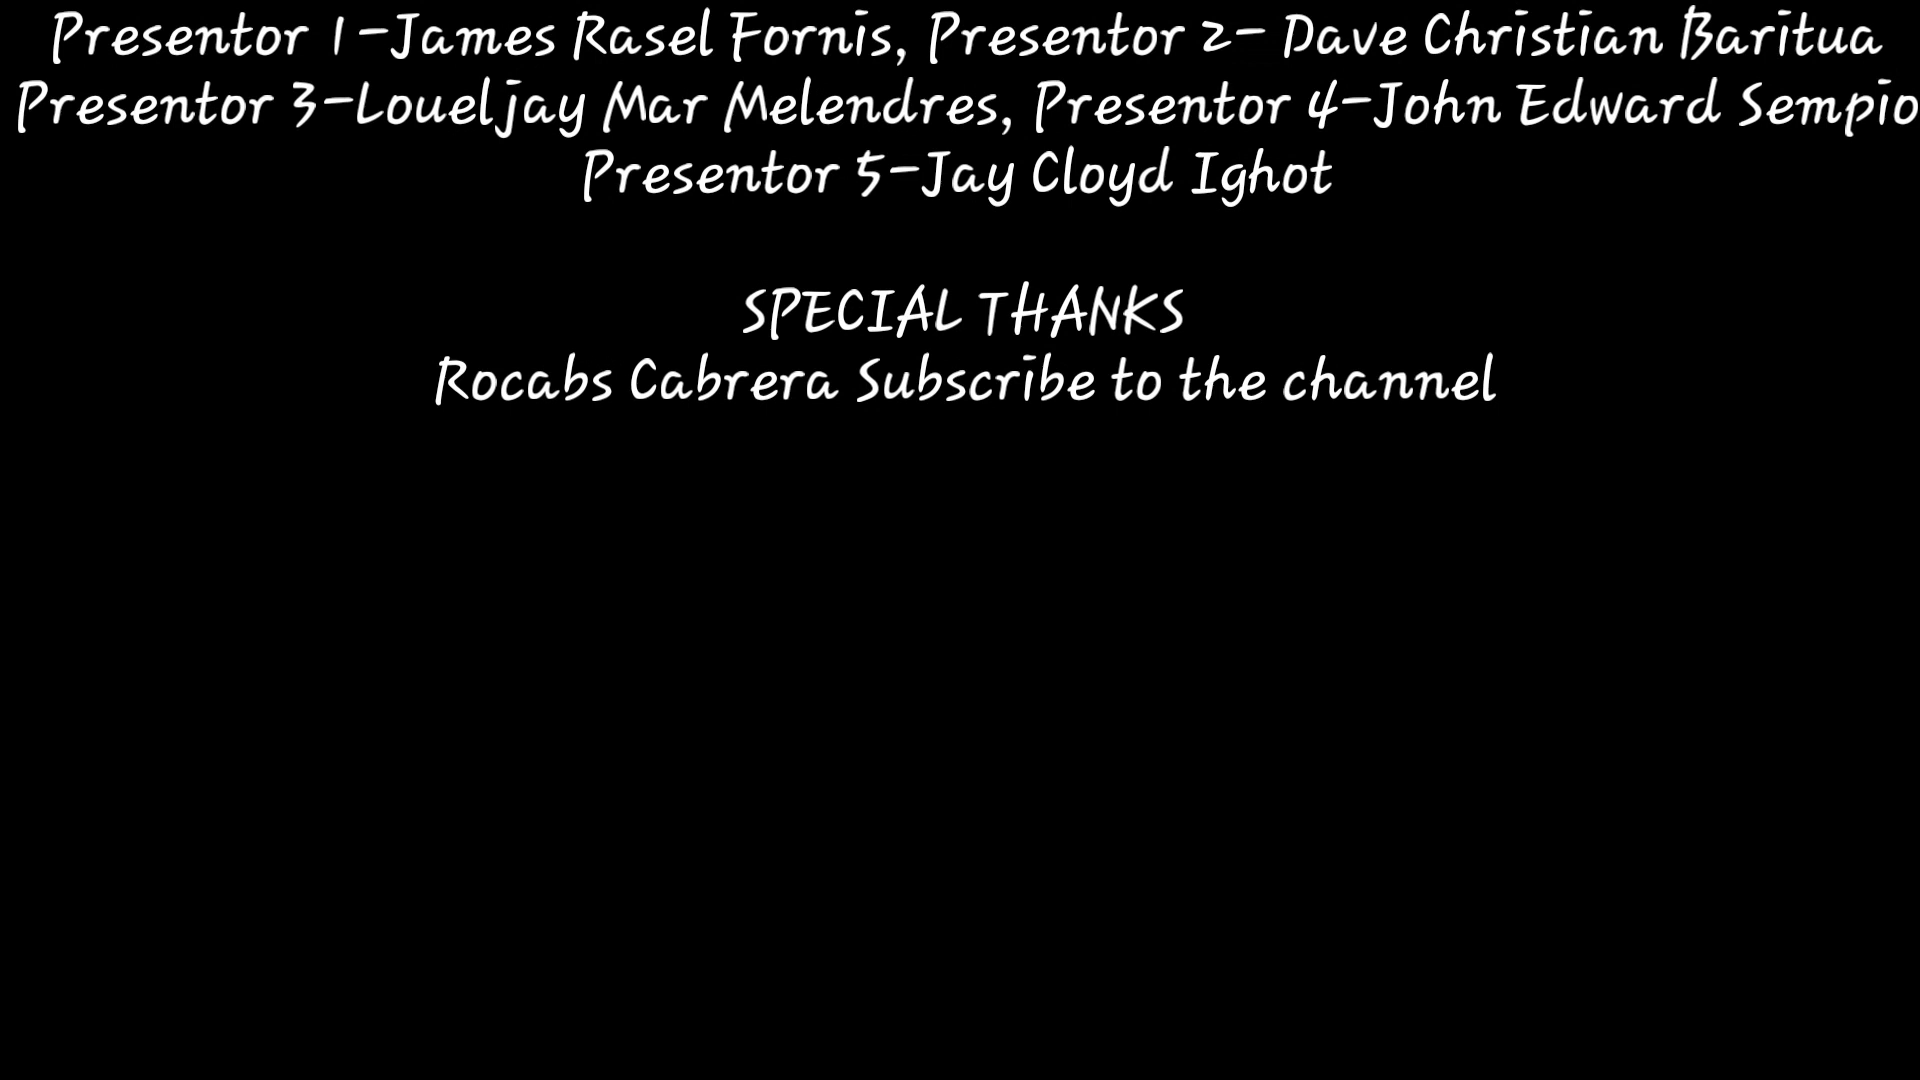 Presentor 1-James Rasel Fornis, Presentor 2- Dave Christian Baritua
Presentor 3-Loueljay Mar Melendres, Presentor 4-John Edward Sempio
Presentor 5-Jay Cloyd Ighot
SPECIAL THANKS
Rocabs Cabrera Subscribe to the channel